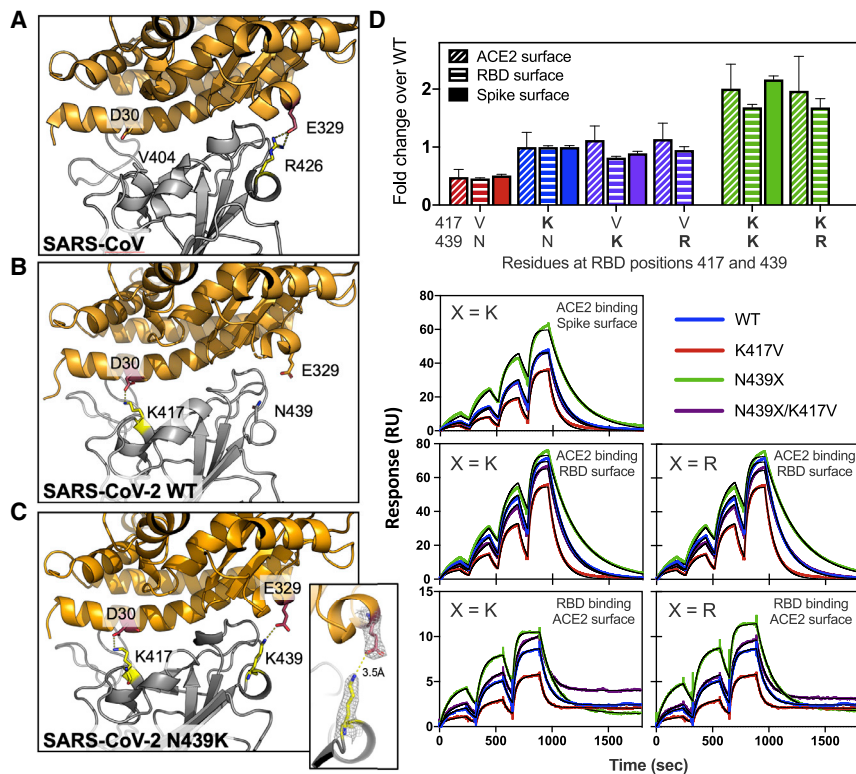 A
D30
E329
V404
R426
SARS-CoV
B
D30
E329
K417
N439
SARS-CoV-2 WT
C
E329
D30
K417
K439
3.5Å
SARS-CoV-2 N439K
D
Fold change over WT
2
1
0
ACE2 surface
RBD surface
Spike surface
417 V K V V K K
439 N N K R K R
Residues at RBD positions 417 and 439
Response (RU)
80
60
40
20
0
X = K
ACE2 binding
Spike surface
WT
K417V
N439X
N439X/K417V
80
60
40
20
0
X = K
ACE2 binding
RBD surface
X = R
ACE2 binding
RBD surface
15
10
5
0
X = K
RBD binding
ACE2 surface
X = R
RBD binding
ACE2 surface
0 500 1000 1500
0 500 1000 1500
Time (sec)